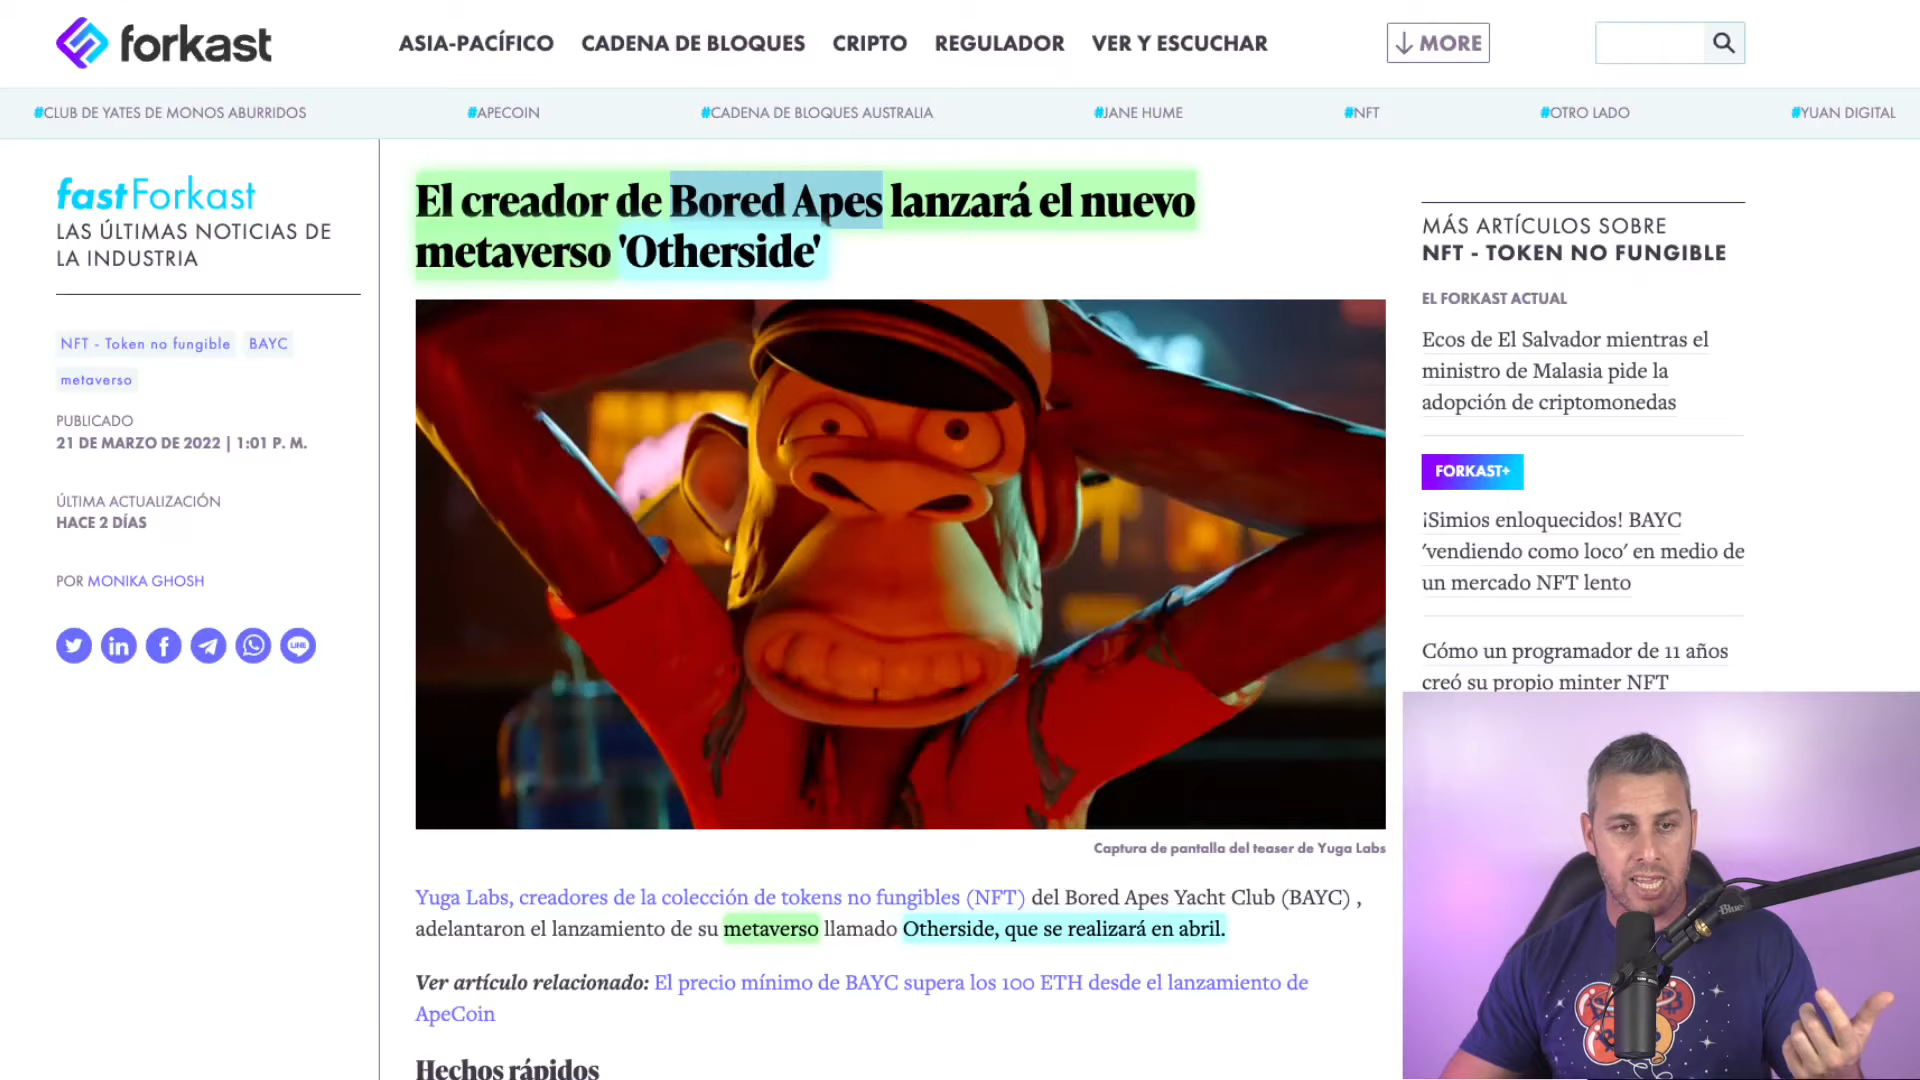 forkast
ASIA-PACÍFICO CADENA DE BLOQUES CRIPTO REGULADOR VER Y ESCUCHAR
MORE
#CLUB DE YATES DE MONOS ABURRIDOS #APECOIN #CADENA DE BLOQUES AUSTRALIA #JANE HUME #NFT #OTRO LADO #YUAN DIGITAL
fastForkast
LAS ÚLTIMAS NOTICIAS DE
LA INDUSTRIA
NFT - Token no fungible BAYC
metaverso
PUBLICADO
21 DE MARZO DE 2022 | 1:01 P. M.
ÚLTIMA ACTUALIZACIÓN
HACE 2 DÍAS
POR MONIKA GHOSH
LINE
El creador de Bored Apes lanzará el nuevo
metaverso 'Otherside'
Captura de pantalla del teaser de Yuga Labs
Yuga Labs, creadores de la colección de tokens no fungibles (NFT) del Bored Apes Yacht Club (BAYC) ,
adelantaron el lanzamiento de su metaverso llamado Otherside, que se realizará en abril.
Ver artículo relacionado: El precio mínimo de BAYC supera los 100 ETH desde el lanzamiento de
ApeCoin
Hechos rápidos
MÁS ARTÍCULOS SOBRE
NFT - TOKEN NO FUNGIBLE
EL FORKAST ACTUAL
Ecos de El Salvador mientras el
ministro de Malasia pide la
adopción de criptomonedas
FORKAST+
¡Simios enloquecidos! BAYC
'vendiendo como loco' en medio de
un mercado NFT lento
Cómo un programador de 11 años
creó su propio minter NFT
Blue